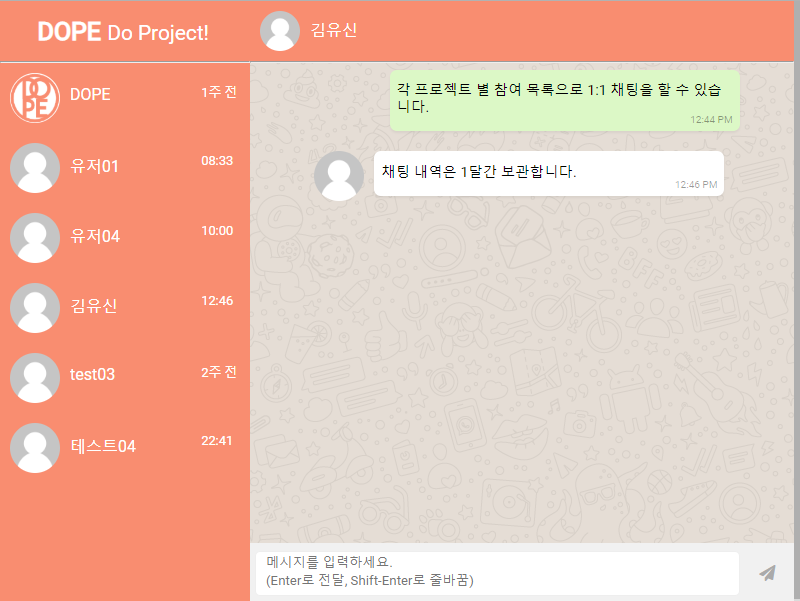 DOPE Do Project!
김유신
DO
PE
DOPE
1주 전
유저01
08:33
유저04
10:00
김유신
12:46
test03
2주 전
테스트04
22:41
각 프로젝트 별 참여 목록으로 1:1 채팅을 할 수 있습
니다.
12:44 PM
채팅 내역은 1달간 보관합니다.
12:46 PM
메시지를 입력하세요.
(Enter로 전달, Shift-Enter로 줄바꿈)